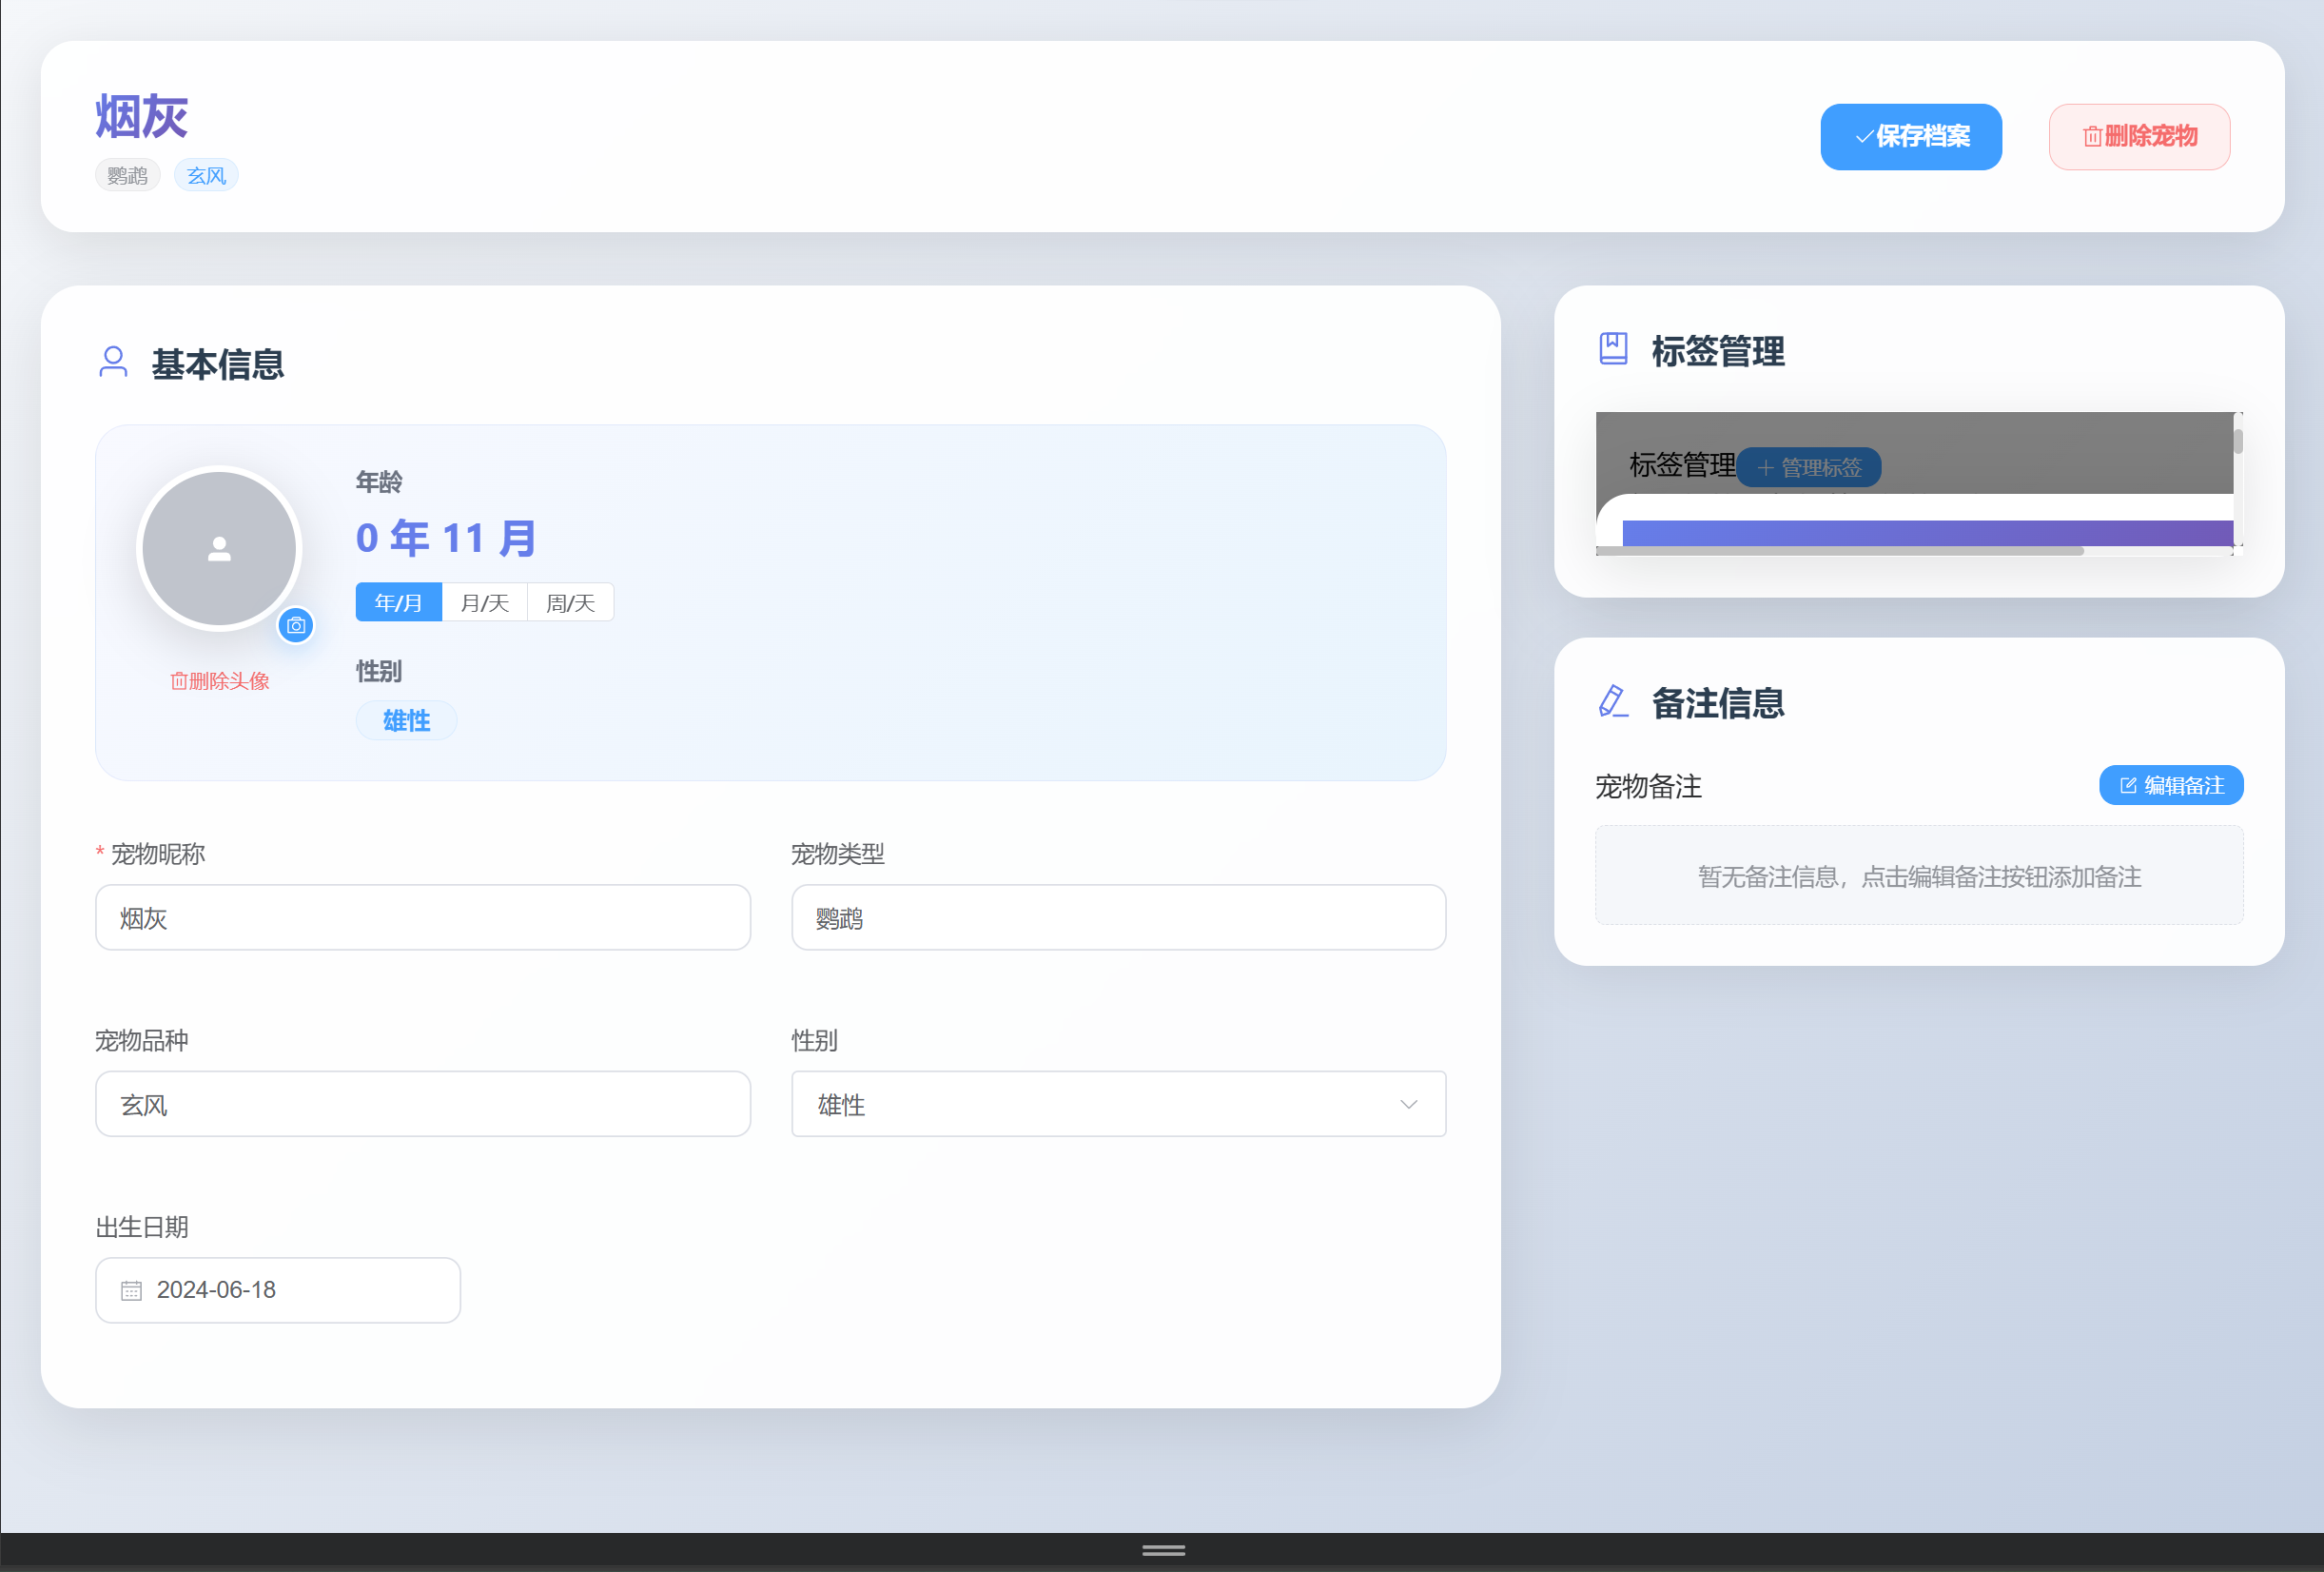 烟灰
鹦鹉
玄风
保存档案
删除宠物
基本信息
年龄
0 年 11 月
年/月
月/天
周/天
删除头像
性别
雄性
* 宠物昵称
烟灰
宠物类型
鹦鹉
宠物品种
玄风
性别
雄性
出生日期
2024-06-18
标签管理
标签管理
管理标签
备注信息
宠物备注
编辑备注
暂无备注信息，点击编辑备注按钮添加备注